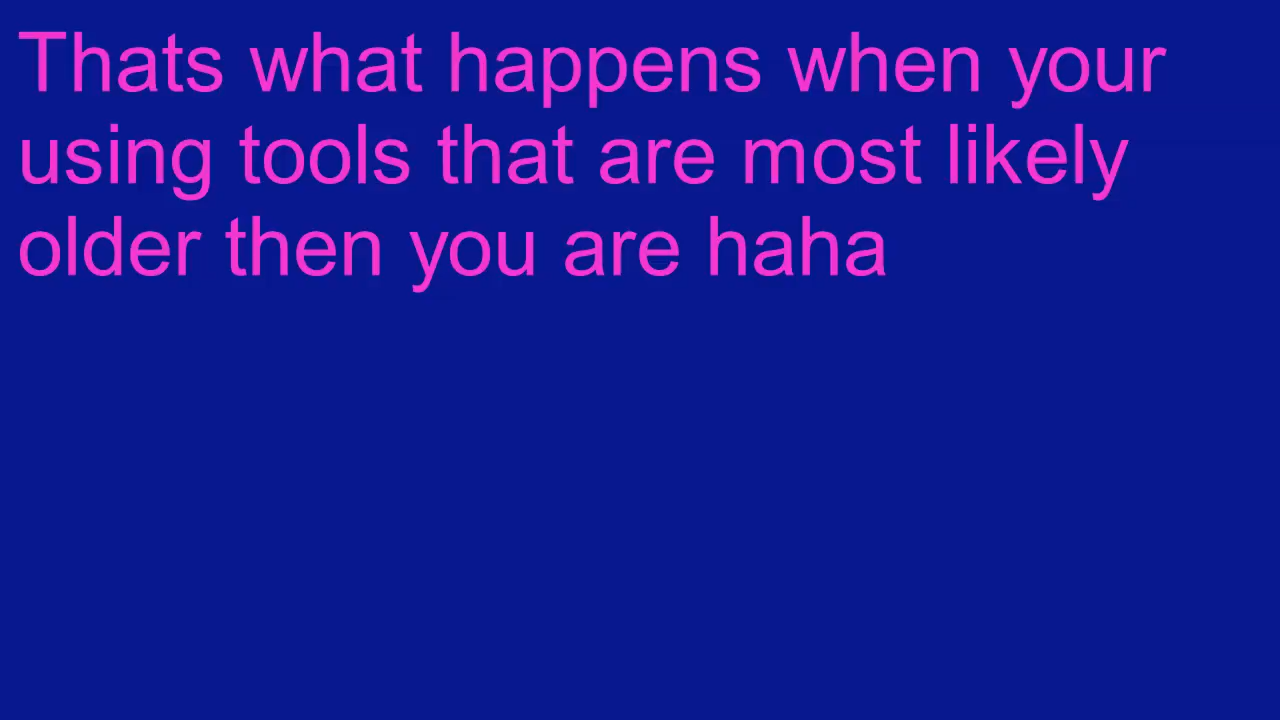 Thats what happens when your
using tools that are most likely
older then you are haha